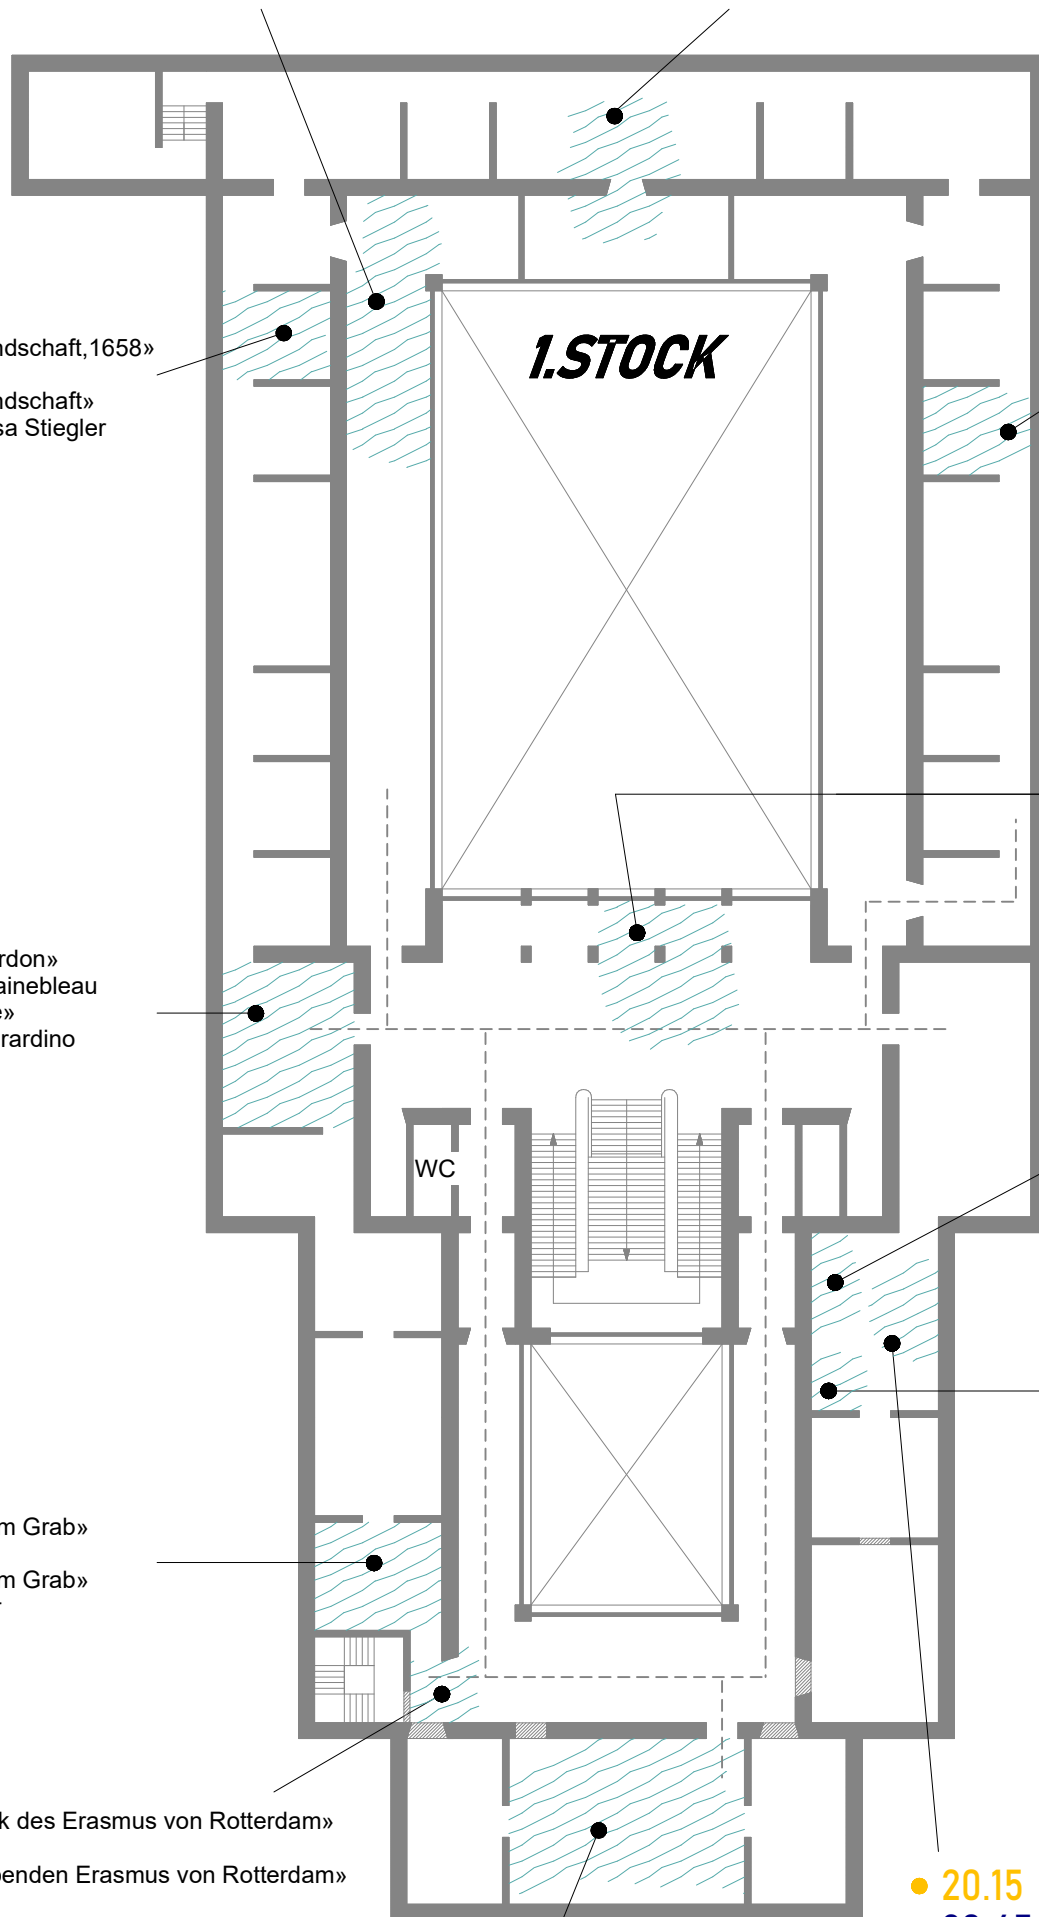 1.STOCK
ndschaft,1658»
ndschaft»
sa Stiegler
rdon»
ainebleau
e»
rardino
WC
m Grab»
m Grab»
k des Erasmus von Rotterdam»
benden Erasmus von Rotterdam»
20.15